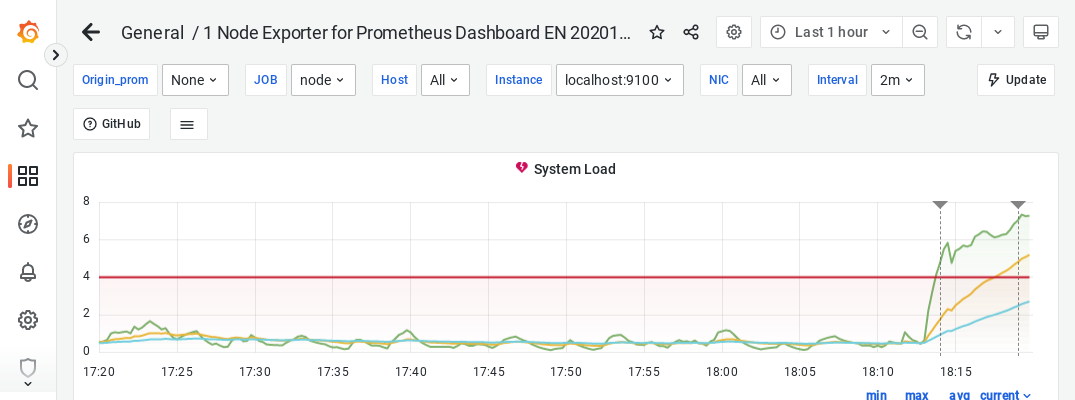 General / 1 Node Exporter for Prometheus Dashboard EN 20201...
Last 1 hour
Origin_prom None JOB node Host All Instance localhost:9100 NIC All Interval 2m Update
GitHub
System Load
8
6
4
2
0
17:20 17:25 17:30 17:35 17:40 17:45 17:50 17:55 18:00 18:05 18:10 18:15
min max avg current